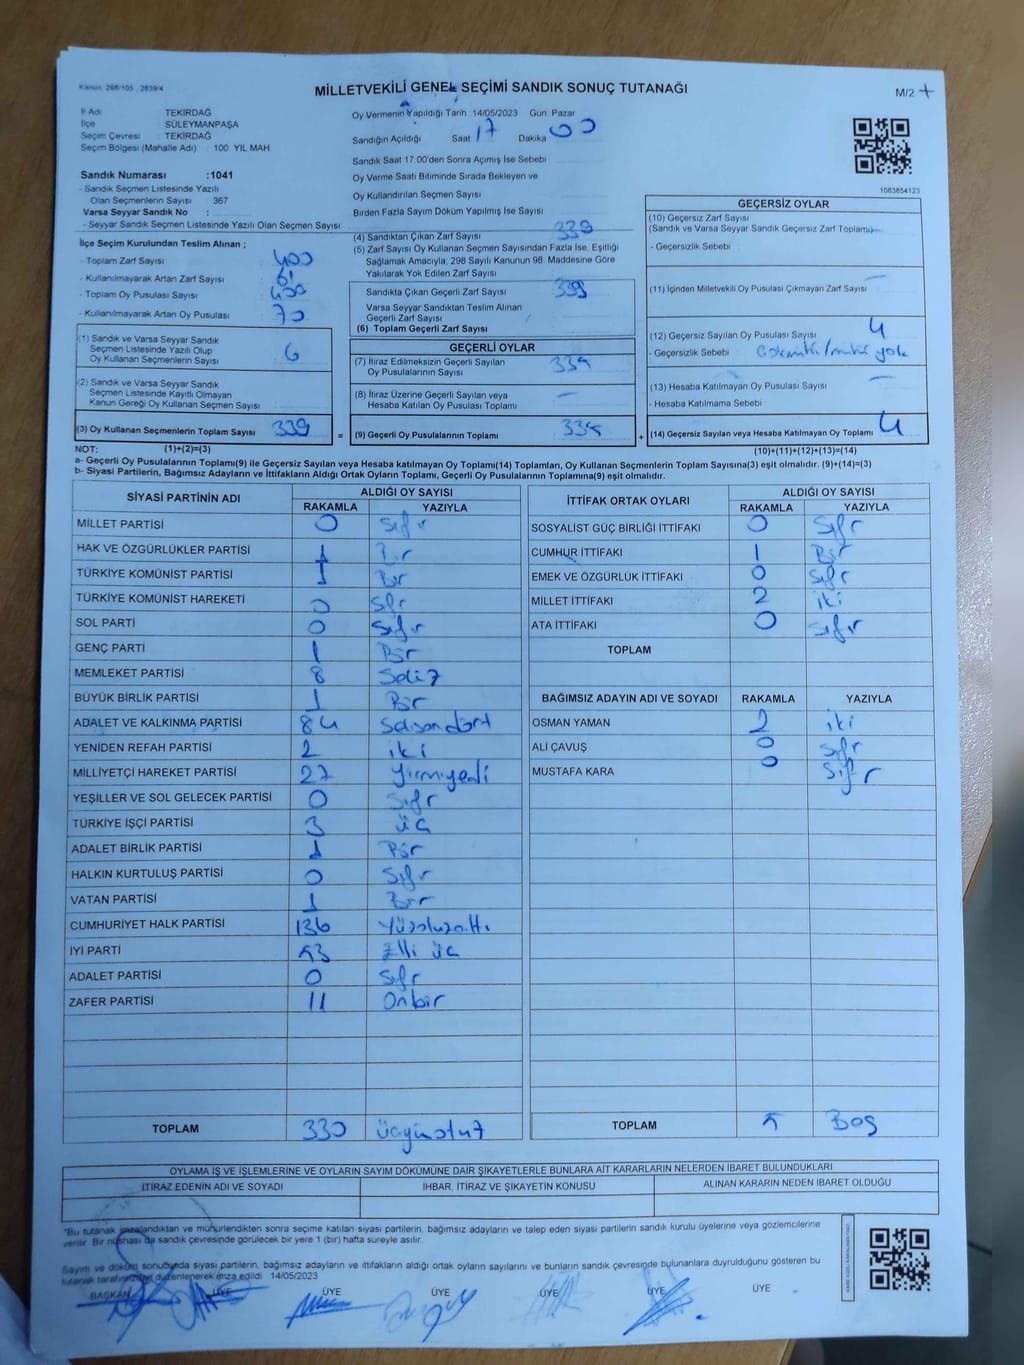 Kanun: 298/105 , 2839/4
MİLLETVEKİLİ GENEL SEÇİMİ SANDIK SONUÇ TUTANAĞI
M/2
İl Adı TEKİRDAĞ
İlçe SÜLEYMANPAŞA
Seçim Çevresi TEKİRDAĞ
Seçim Bölgesi (Mahalle Adı) 100 YIL MAH
Oy Vermenin Yapıldığı Tarih 14/05/2023 Gün: Pazar
Sandığın Açıldığı Saat 17 Dakika 00
Sandık Saat 17:00'den Sonra Açılmış İse Sebebi
Oy Verme Saati Bitiminde Sırada Bekleyen ve
Oy Kullandırılan Seçmen Sayısı
Birden Fazla Sayım Döküm Yapılmış İse Sayısı
1083854123
Sandık Numarası :1041
- Sandık Seçmen Listesinde Yazılı
Olan Seçmenlerin Sayısı 367
Varsa Seyyar Sandık No :
- Seyyar Sandık Seçmen Listesinde Yazılı Olan Seçmen Sayısı:
İlçe Seçim Kurulundan Teslim Alınan ;
- Toplam Zarf Sayısı : 400
- Kullanılmayarak Artan Zarf Sayısı : 61
- Toplam Oy Pusulası Sayısı : 400
- Kullanılmayarak Artan Oy Pusulası : 70
(1) Sandık ve Varsa Seyyar Sandık
Seçmen Listesinde Yazılı Olup
Oy Kullanan Seçmenlerin Sayısı 6
(2) Sandık ve Varsa Seyyar Sandık
Seçmen Listesinde Kayıtlı Olmayan
Kanun Gereği Oy Kullanan Seçmen Sayısı
(3) Oy Kullanan Seçmenlerin Toplam Sayısı 339
(4) Sandıktan Çıkan Zarf Sayısı 339
(5) Zarf Sayısı Oy Kullanan Seçmen Sayısından Fazla İse, Eşitliği
Sağlamak Amacıyla, 298 Sayılı Kanunun 98. Maddesine Göre
Yakılarak Yok Edilen Zarf Sayısı
Sandıkta Çıkan Geçerli Zarf Sayısı 339
Varsa Seyyar Sandıktan Teslim Alınan
Geçerli Zarf Sayısı
(6) Toplam Geçerli Zarf Sayısı
GEÇERLİ OYLAR
(7) İtiraz Edilmeksizin Geçerli Sayılan
Oy Pusulalarının Sayısı
(8) İtiraz Üzerine Geçerli Sayılan veya
Hesaba Katılan Oy Pusulası Toplamı —
= (9) Geçerli Oy Pusulalarının Toplamı 335
GEÇERSİZ OYLAR
(10) Geçersiz Zarf Sayısı
(Sandık ve Varsa Seyyar Sandık Geçersiz Zarf Toplamı)
- Geçersizlik Sebebi
(11) İçinden Milletvekili Oy Pusulası Çıkmayan Zarf Sayısı —
(12) Geçersiz Sayılan Oy Pusulası Sayısı 4
- Geçersizlik Sebebi
(13) Hesaba Katılmayan Oy Pusulası Sayısı —
- Hesaba Katılmama Sebebi
+ (14) Geçersiz Sayılan veya Hesaba Katılmayan Oy Toplamı 4
NOT: (1)+(2)=(3) (10)+(11)+(12)+(13)=(14)
a- Geçerli Oy Pusulalarının Toplamı(9) ile Geçersiz Sayılan veya Hesaba katılmayan Oy Toplamı(14) Toplamları, Oy Kullanan Seçmenlerin Toplam Sayısına(3) eşit olmalıdır. (9)+(14)=(3)
b- Siyasi Partilerin, Bağımsız Adayların ve İttifakların Aldığı Ortak Oyların Toplamı, Geçerli Oy Pusulalarının Toplamına(9) eşit olmalıdır.
SİYASİ PARTİNİN ADI ALDIĞI OY SAYISI
RAKAMLA YAZIYLA
MİLLET PARTİSİ 0 Sıfır
HAK VE ÖZGÜRLÜKLER PARTİSİ 1 Bir
TÜRKİYE KOMÜNİST PARTİSİ 1 Bir
TÜRKİYE KOMÜNİST HAREKETİ 0 Sıfır
SOL PARTİ 0 Sıfır
GENÇ PARTİ 1 Bir
MEMLEKET PARTİSİ 8 Sekiz
BÜYÜK BİRLİK PARTİSİ 1 Bir
ADALET VE KALKINMA PARTİSİ 84 Seksendört
YENİDEN REFAH PARTİSİ 2 iki
MİLLİYETÇİ HAREKET PARTİSİ 27 Yirmiyedi
YEŞİLLER VE SOL GELECEK PARTİSİ 0 Sıfır
TÜRKİYE İŞÇİ PARTİSİ 3 üç
ADALET BİRLİK PARTİSİ 1 Bir
HALKIN KURTULUŞ PARTİSİ 0 Sıfır
VATAN PARTİSİ 1 Bir
CUMHURİYET HALK PARTİSİ 136 Yüzotuzaltı
İYİ PARTİ 53 Elli üç
ADALET PARTİSİ 0 Sıfır
ZAFER PARTİSİ 11 Onbir
TOPLAM 330 üçyüzotuz
İTTİFAK ORTAK OYLARI ALDIĞI OY SAYISI
RAKAMLA YAZIYLA
SOSYALİST GÜÇ BİRLİĞİ İTTİFAKI 0 Sıfır
CUMHUR İTTİFAKI 1 Bir
EMEK VE ÖZGÜRLÜK İTTİFAKI 0 Sıfır
MİLLET İTTİFAKI 2 iki
ATA İTTİFAKI 0 Sıfır
TOPLAM
BAĞIMSIZ ADAYIN ADI VE SOYADI RAKAMLA YAZIYLA
OSMAN YAMAN 2 iki
ALİ ÇAVUŞ 0 Sıfır
MUSTAFA KARA 0 Sıfır
TOPLAM 5 Beş
OYLAMA İŞ VE İŞLEMLERİNE VE OYLARIN SAYIM DÖKÜMÜNE DAİR ŞİKAYETLERLE BUNLARA AİT KARARLARIN NELERDEN İBARET BULUNDUKLARI
İTİRAZ EDENİN ADI VE SOYADI İHBAR, İTİRAZ VE ŞİKAYETİN KONUSU ALINAN KARARIN NEDEN İBARET OLDUĞU
"Bu tutanak imzalandıktan ve mühürlendikten sonra seçime katılan siyasi partilerin, bağımsız adayların ve talep eden siyasi partilerin sandık kurulu üyelerine veya gözlemcilerine
verilir. Bir nüshası da sandık çevresinde görülecek bir yere 1 (bir) hafta süreyle asılır.
Sayım ve döküm sonucunda siyasi partilerin, bağımsız adayların ve ittifakların aldığı ortak oyların sayılarını ve bunların sandık çevresinde bulunanlara duyrulduğunu gösteren bu
tutanak tarafımızdan düzenlenerek imza edildi. 14/05/2023
BAŞKAN ÜYE ÜYE ÜYE ÜYE ÜYE ÜYE